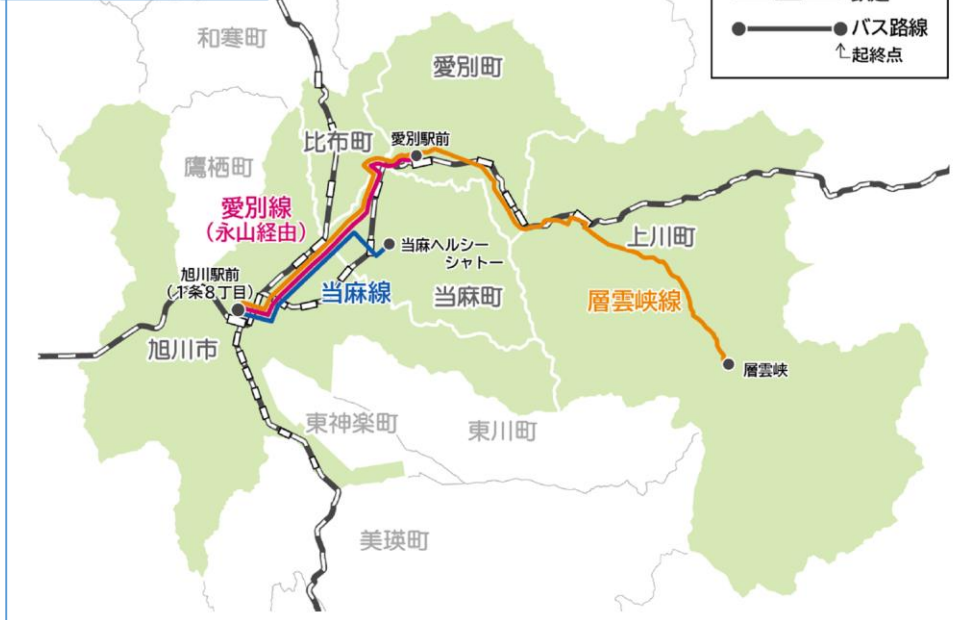 バス路線
起終点
和寒町
愛別町
比布町
愛別駅前
鷹栖町
愛別線
(永山経由)
上川町
当麻ヘルシー
シャトー
旭川駅前
(1条8丁目)
当麻線
当麻町
層雲峡線
旭川市
層雲峡
東神楽町
東川町
美瑛町